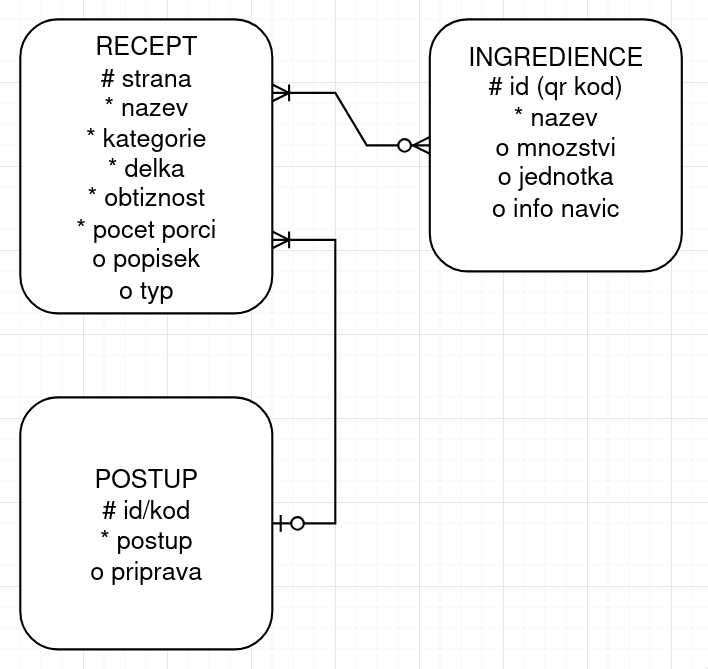 RECEPT
# strana
* nazev
* kategorie
* delka
* obtiznost
* pocet porci
o popisek
o typ
INGREDIENCE
# id (qr kod)
* nazev
o mnozstvi
o jednotka
o info navic
POSTUP
# id/kod
* postup
o priprava